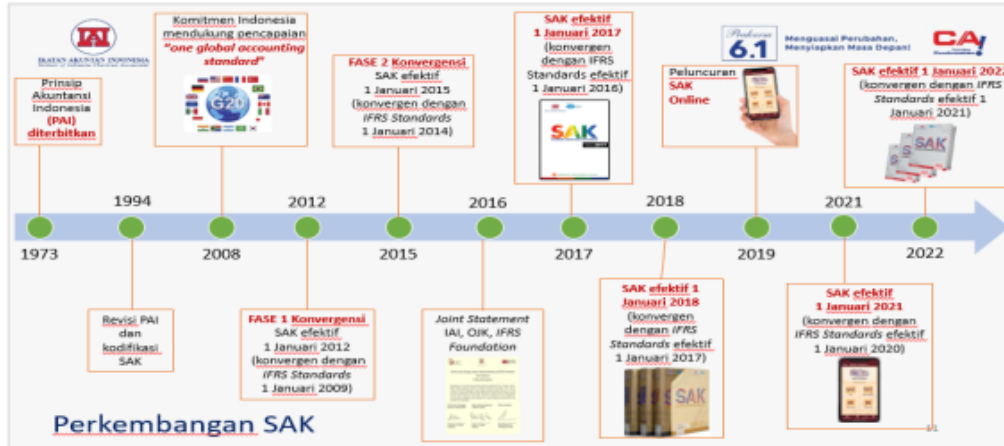 IAI
IKATAN AKUNTAN INDONESIA
Prinsip
Akuntansi
Indonesia
(PAI)
diterbitkan
Komitmen Indonesia
mendukung pencapaian
"one global accounting
standard"
G20
FASE 2 Konvergensi
SAK efektif
1 Januari 2015
(konvergen dengan
IFRS Standards
1 Januari 2014)
SAK efektif
1 Januari 2017
(konvergen
dengan IFRS
Standards efektif
1 Januari 2016)
SAK
Prakarsa
6.1
Menguasai Perubahan,
Menyiapkan Masa Depan!
CA!
Peluncuran
SAK
Online
SAK efektif 1 Januari 2022
(konvergen dengan IFRS
Standards efektif 1
Januari 2021)
SAK
1994
2012
2016
2018
2021
1973
2008
2015
2017
2019
2022
Revisi PAI
dan
kodifikasi
SAK
FASE 1 Konvergensi
SAK efektif
1 Januari 2012
(konvergen dengan
IFRS Standards
1 Januari 2009)
Joint Statement
IAI, OJK, IFRS
Foundation
SAK efektif 1
Januari 2018
(konvergen
dengan IFRS
Standards efektif
1 Januari 2017)
SAK
SAK efektif
1 Januari 2021
(konvergen dengan
IFRS Standards efektif
1 Januari 2020)
Perkembangan SAK
11